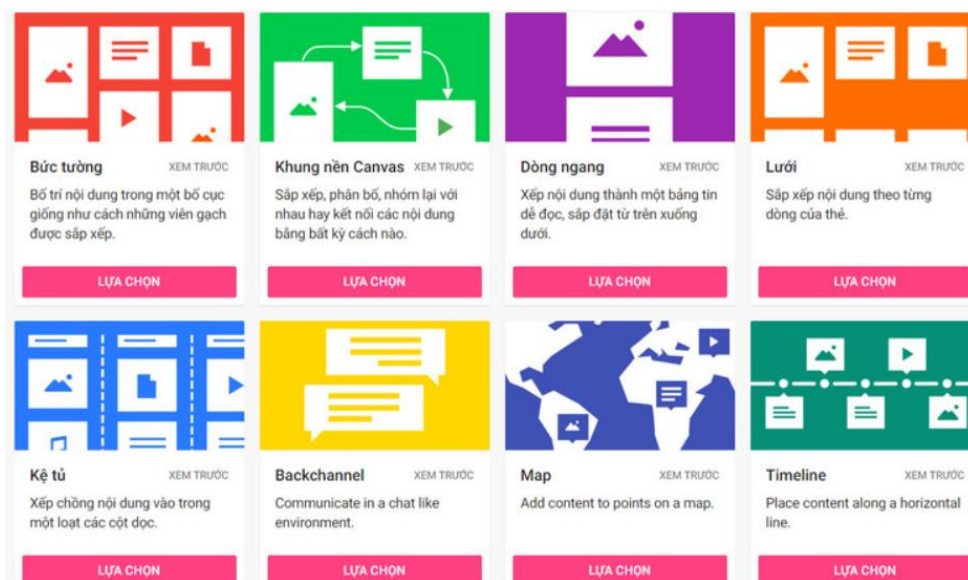 Bức tường XEM TRƯỚC
Bố trí nội dung trong một bố cục
giống như cách những viên gạch
được sắp xếp.
LỰA CHỌN
Khung nền Canvas XEM TRƯỚC
Sắp xếp, phân bố, nhóm lại với
nhau hay kết nối các nội dung
bằng bất kỳ cách nào.
LỰA CHỌN
Dòng ngang XEM TRƯỚC
Xếp nội dung thành một bảng tin
dễ đọc, sắp đặt từ trên xuống
dưới.
LỰA CHỌN
Lưới XEM TRƯỚC
Sắp xếp nội dung theo từng
dòng của thẻ.
LỰA CHỌN
Kệ tủ XEM TRƯỚC
Xếp chồng nội dung vào trong
một loạt các cột dọc.
LỰA CHỌN
Backchannel XEM TRƯỚC
Communicate in a chat like
environment.
LỰA CHỌN
Map XEM TRƯỚC
Add content to points on a map.
LỰA CHỌN
Timeline XEM TRƯỚC
Place content along a horizontal
line.
LỰA CHỌN